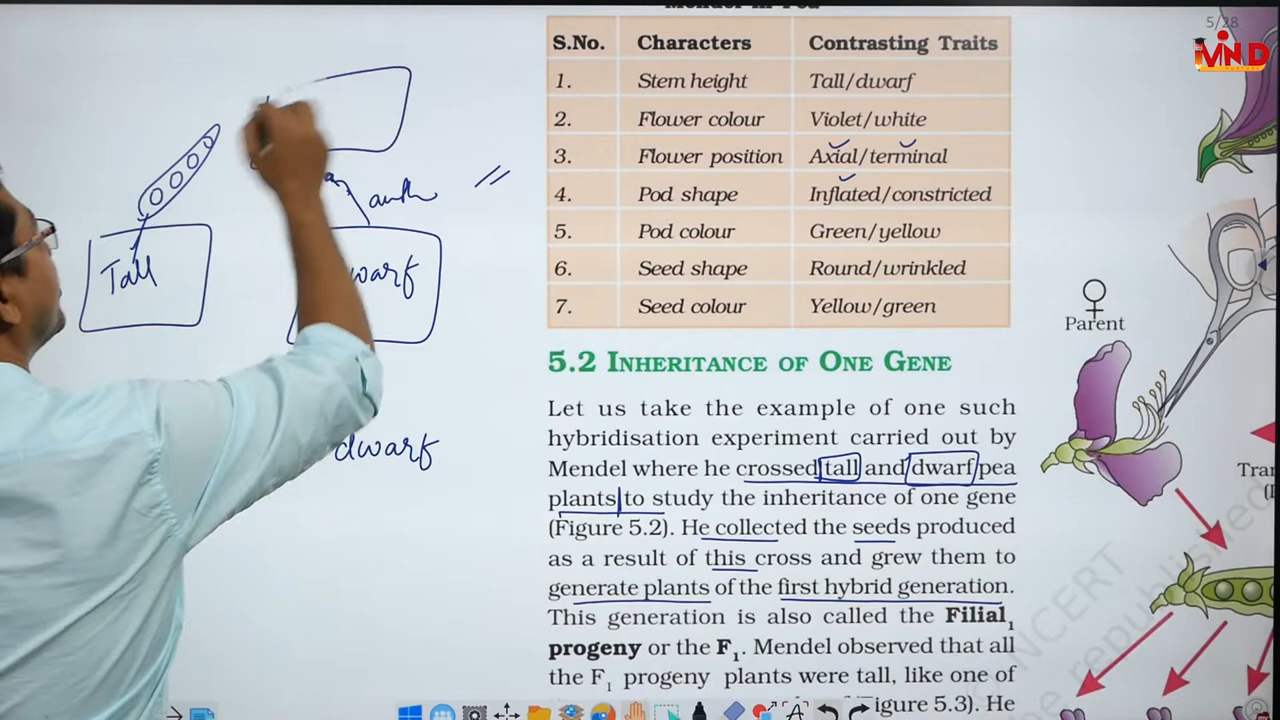 5/28
MIND
S.No. Characters Contrasting Traits
1. Stem height Tall/dwarf
2. Flower colour Violet/white
3. Flower position Axial/terminal
4. Pod shape Inflated/constricted
5. Pod colour Green/yellow
6. Seed shape Round/wrinkled
7. Seed colour Yellow/green
Tall
warf
dwarf
5.2 INHERITANCE OF ONE GENE
Let us take the example of one such
hybridisation experiment carried out by
Mendel where he crossed tall and dwarf pea
plants to study the inheritance of one gene
(Figure 5.2). He collected the seeds produced
as a result of this cross and grew them to
generate plants of the first hybrid generation.
This generation is also called the Filial1
progeny or the F1. Mendel observed that all
the F1 progeny plants were tall, like one of
igure 5.3). He
♀
Parent